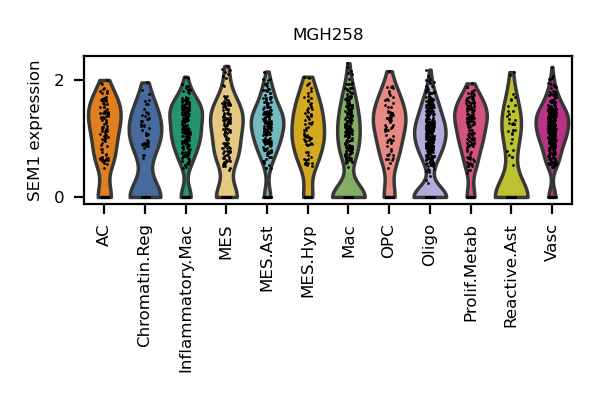 MGH258
SEM1 expression
2
0
AC
Chromatin.Reg
Inflammatory.Mac
MES
MES.Ast
MES.Hyp
Mac
OPC
Oligo
Prolif.Metab
Reactive.Ast
Vasc